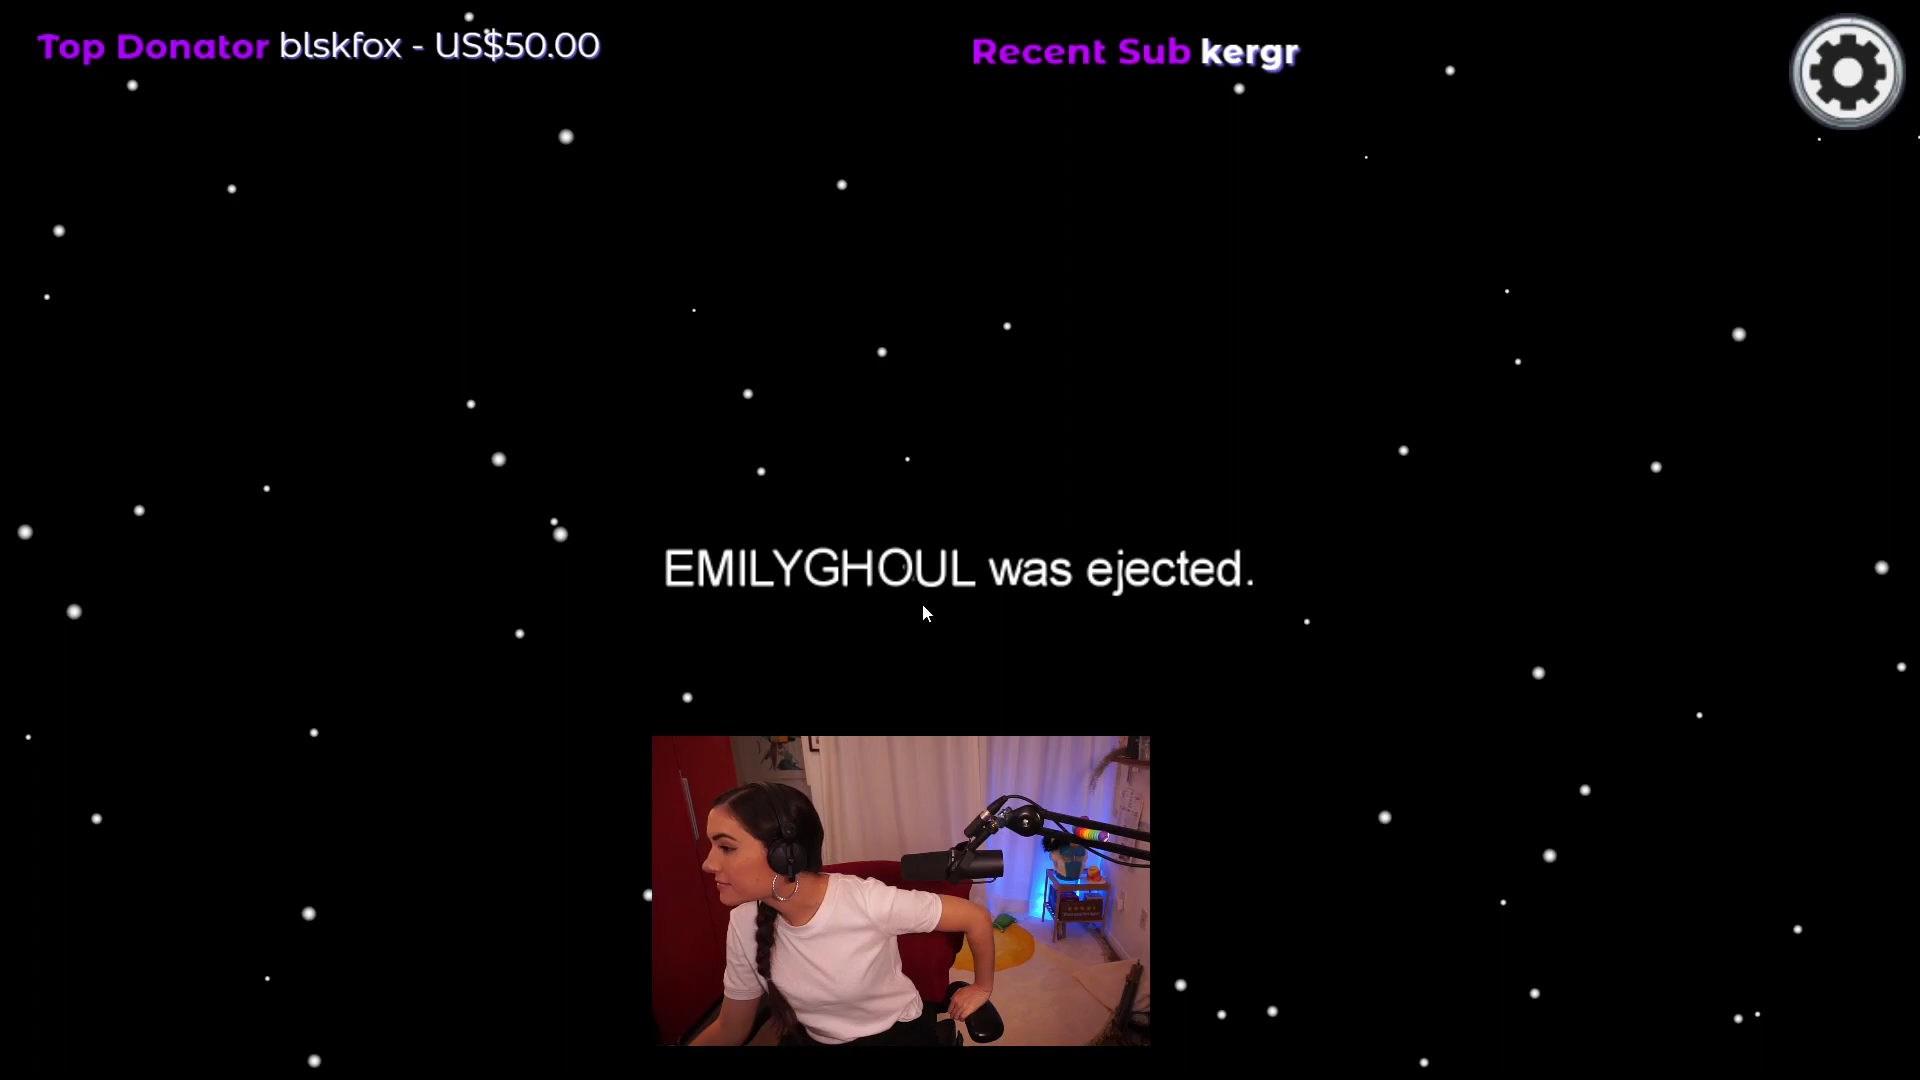 Top Donator blskfox - US$50.00
Recent Sub kergr
EMILYGHOUL was ejected.